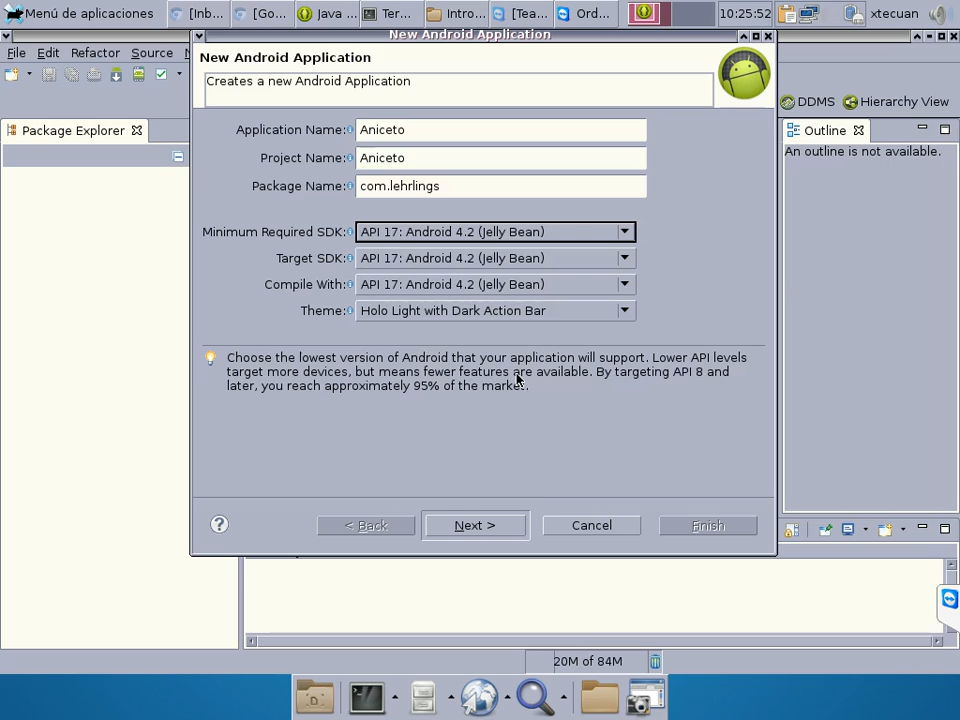 Menú de aplicaciones [Inb... [Go... Java ... Ter... Intro... [Tea... Ord... 10:25:52 xtecuan
New Android Application
File Edit Refactor Source
New Android Application
Creates a new Android Application
DDMS Hierarchy View
Package Explorer
Outline
An outline is not available.
Application Name: Aniceto
Project Name: Aniceto
Package Name: com.lehrlings
Minimum Required SDK: API 17: Android 4.2 (Jelly Bean)
Target SDK: API 17: Android 4.2 (Jelly Bean)
Compile With: API 17: Android 4.2 (Jelly Bean)
Theme: Holo Light with Dark Action Bar
Choose the lowest version of Android that your application will support. Lower API levels
target more devices, but means fewer features are available. By targeting API 8 and
later, you reach approximately 95% of the market.
< Back Next > Cancel Finish
20M of 84M